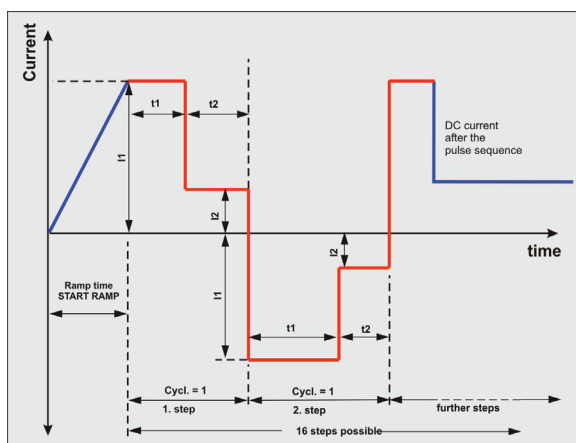 Current
t1
t2
DC current
after the
pulse sequence
I1
I2
I2
time
Ramp time
START RAMP
I1
t1
t2
Cycl. = 1
Cycl. = 1
1. step
2. step
further steps
16 steps possible